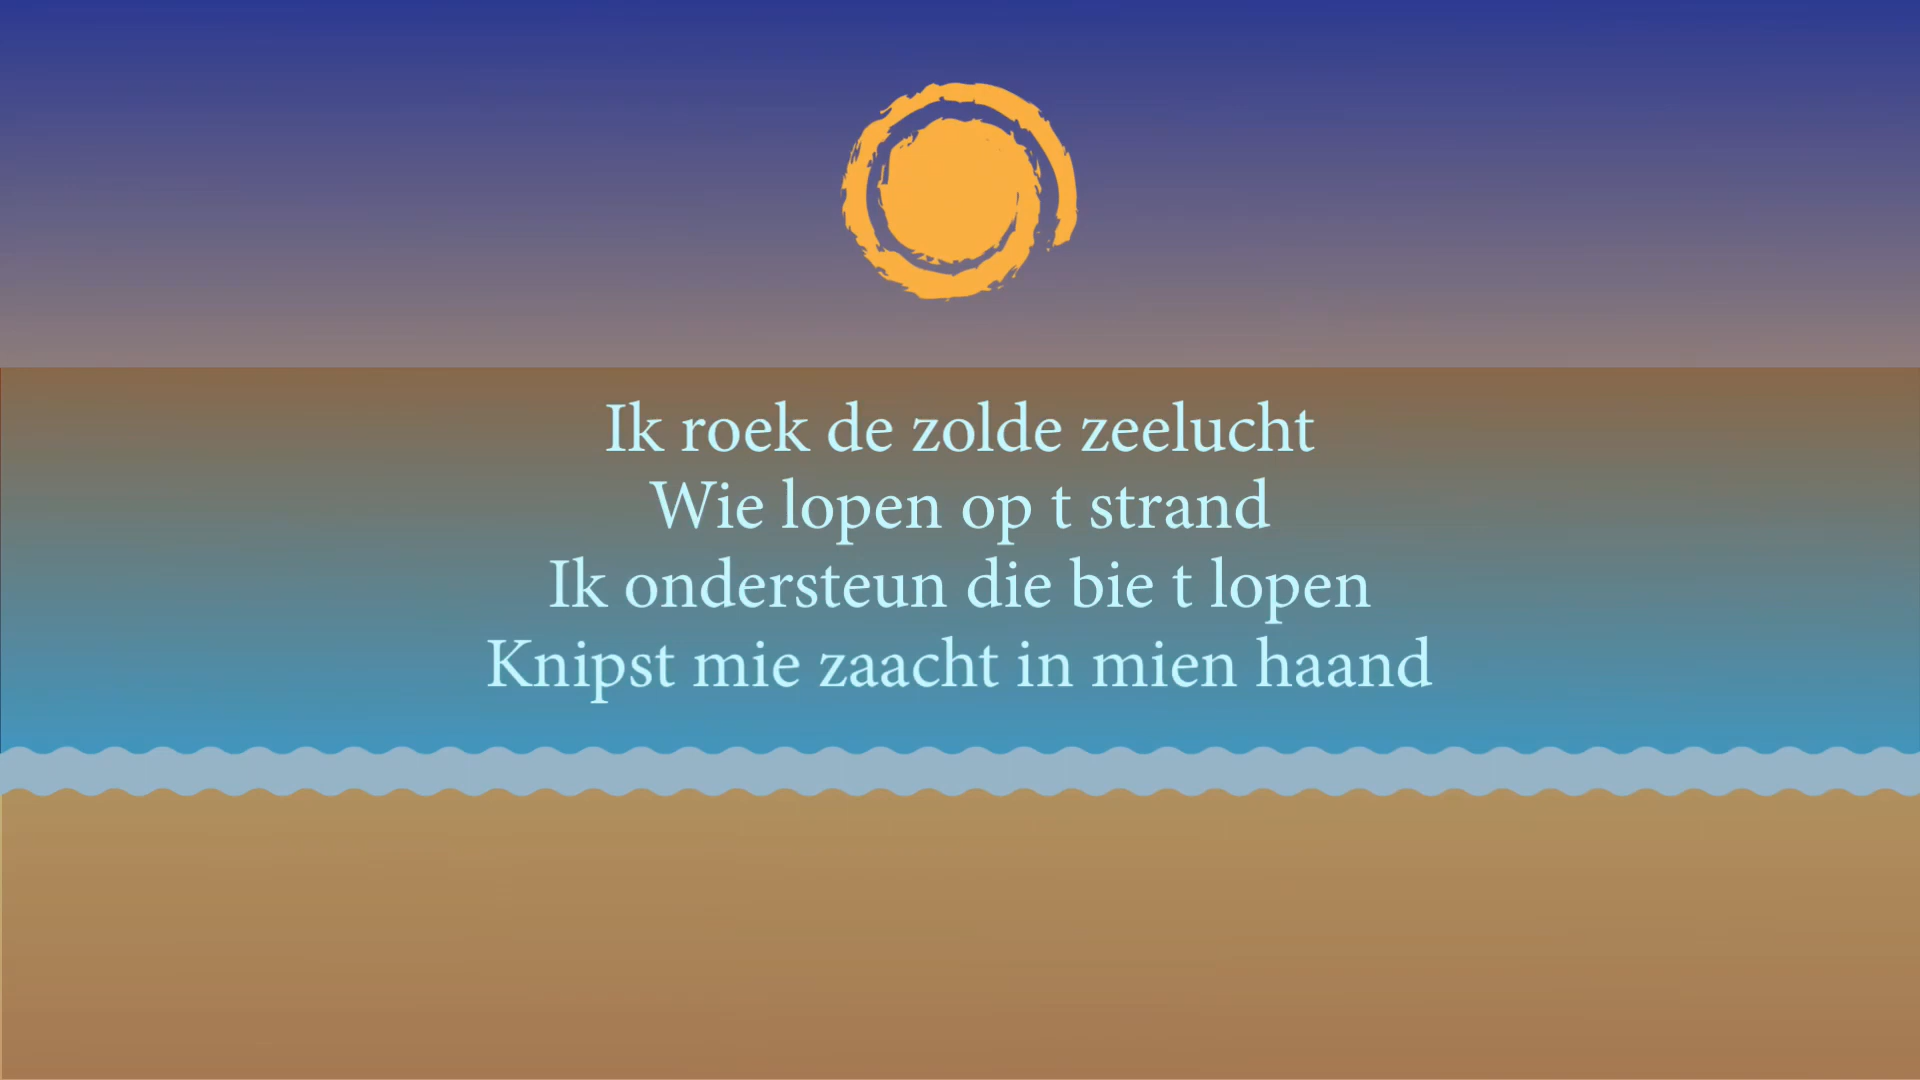 Ik roek de zolde zeelucht
Wie lopen op t strand
Ik ondersteun die bie t lopen
Knipst mie zaacht in mien haand